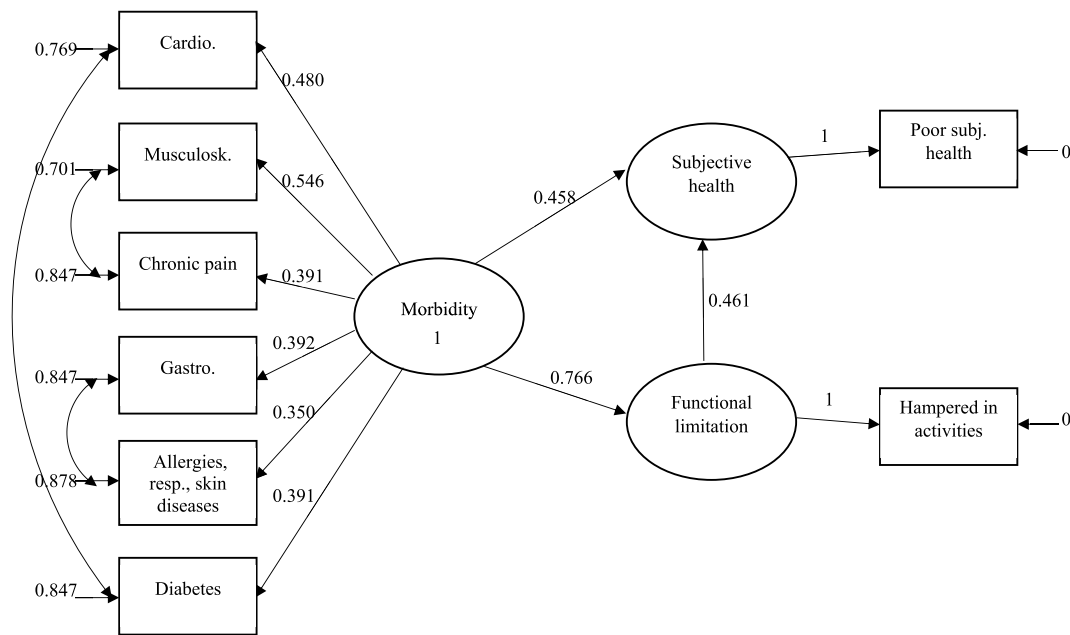 Cardio.
0.769
0.480
Musculosk.
0.701
0.546
Chronic pain
0.847
0.391
Gastro.
0.847
0.392
Allergies,
resp., skin
diseases
0.878
0.350
Diabetes
0.847
0.391
Morbidity
1
0.458
0.766
Subjective
health
0.461
Functional
limitation
1
Poor subj.
health
0
1
Hampered in
activities
0